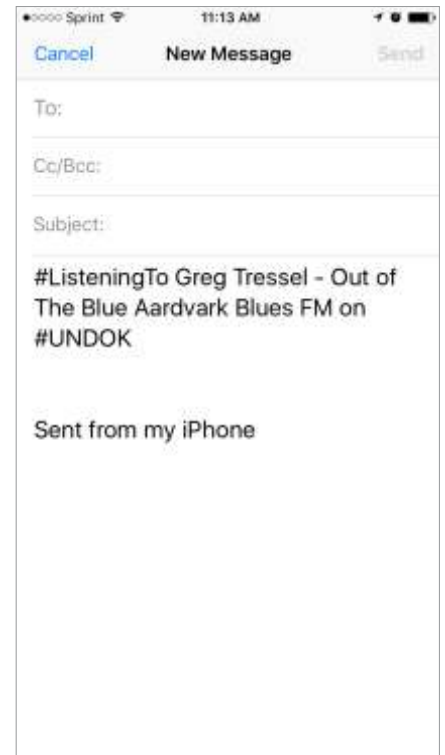 Sprint 11:13 AM
Cancel New Message Send
To:
Cc/Bcc:
Subject:
#ListeningTo Greg Tressel - Out of
The Blue Aardvark Blues FM on
#UNDOK
Sent from my iPhone